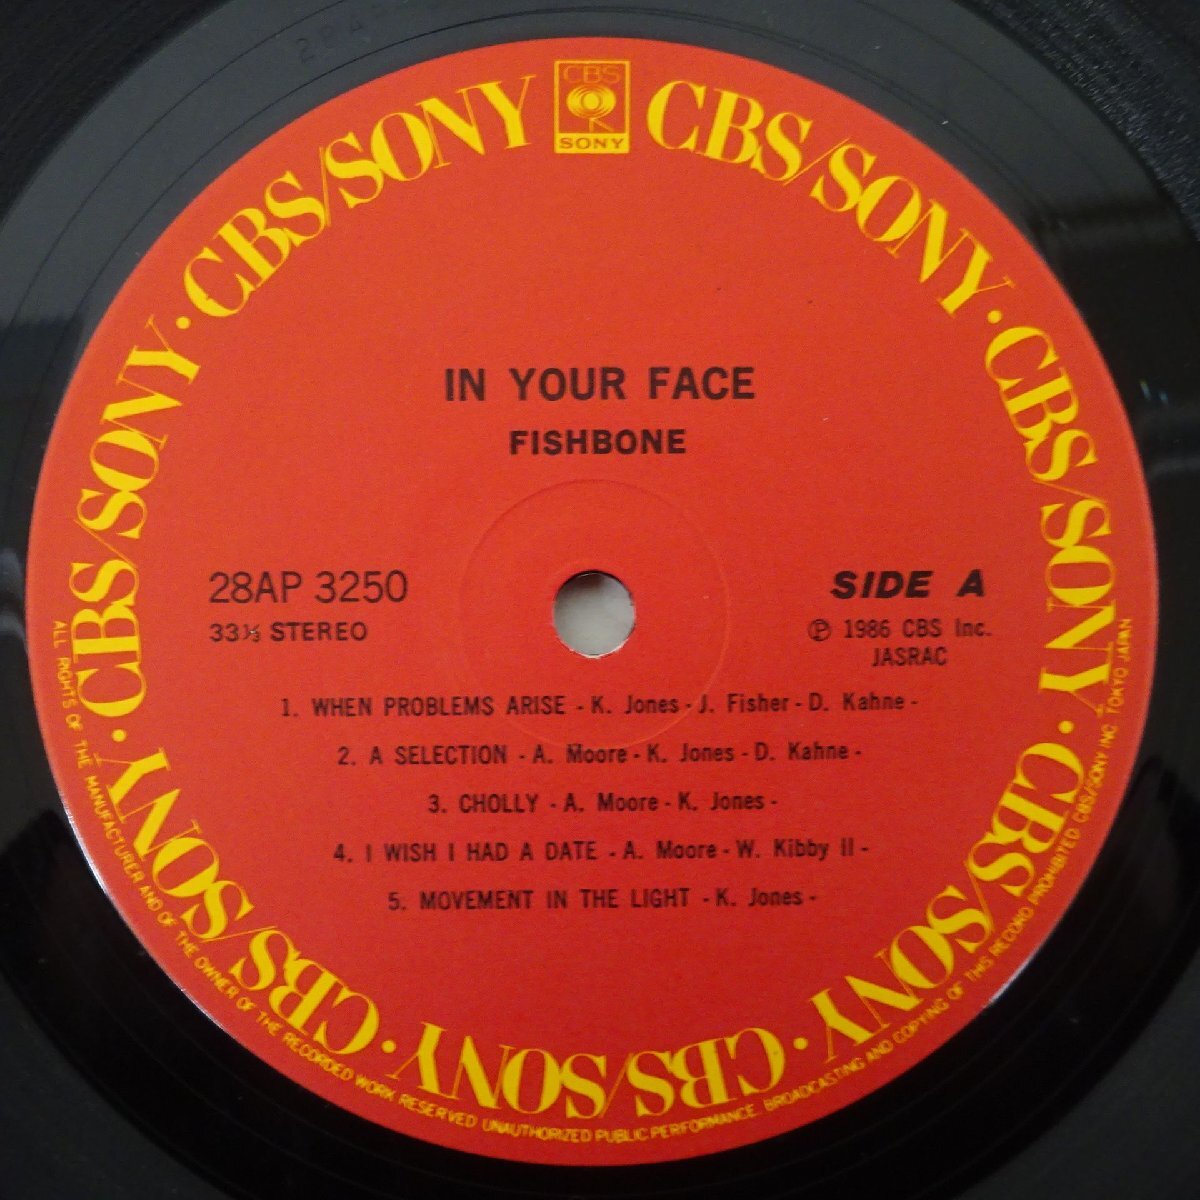 CBS
SONY
CBS/SONY · CBS/SONY · CBS/SONY · CBS/SONY · CBS/SONY · CBS/SONY · CBS/SONY · CBS/SONY
IN YOUR FACE
FISHBONE
28AP 3250
33⅓ STEREO
SIDE A
Ⓟ 1986 CBS Inc.
JASRAC
1. WHEN PROBLEMS ARISE - K. Jones - J. Fisher - D. Kahne -
2. A SELECTION - A. Moore - K. Jones - D. Kahne -
3. CHOLLY - A. Moore - K. Jones -
4. I WISH I HAD A DATE - A. Moore - W. Kibby II -
5. MOVEMENT IN THE LIGHT - K. Jones -
ALL RIGHTS OF THE MANUFACTURER AND OF THE OWNER OF THE RECORDED WORK RESERVED UNAUTHORIZED PUBLIC PERFORMANCE, BROADCASTING AND COPYING OF THIS RECORD PROHIBITED CBS/SONY INC. TOKYO JAPAN